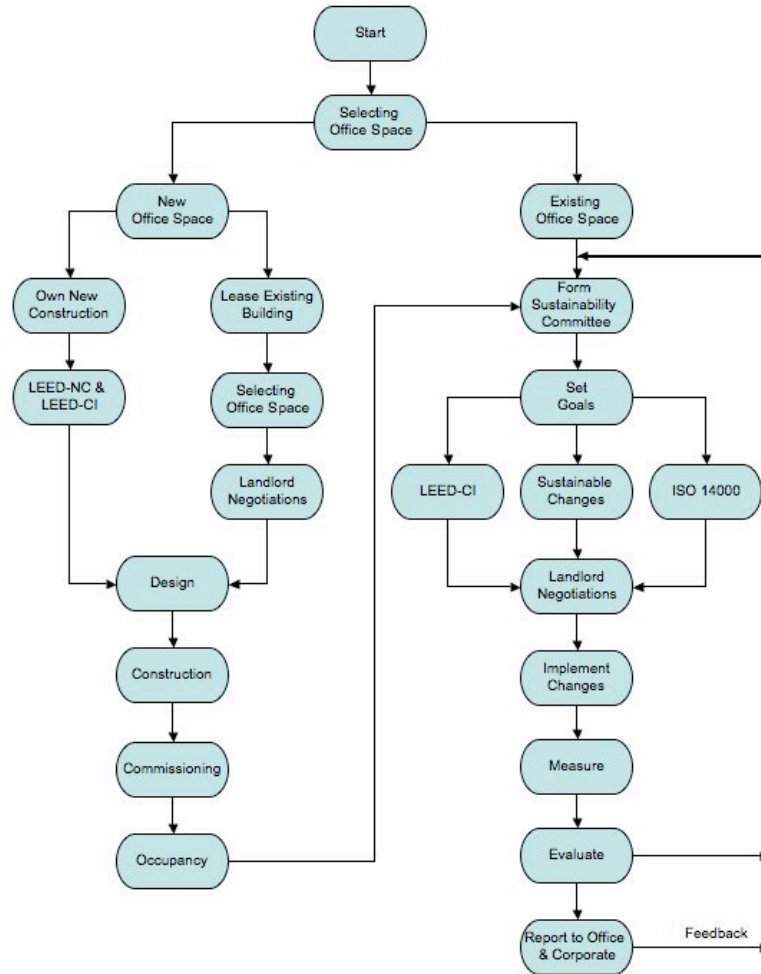 Start
Selecting
Office Space
New
Office Space
Existing
Office Space
Own New
Construction
Lease Existing
Building
Form
Sustainability
Committee
LEED-NC &
LEED-CI
Selecting
Office Space
Set
Goals
Landlord
Negotiations
LEED-CI
Sustainable
Changes
ISO 14000
Design
Landlord
Negotiations
Construction
Implement
Changes
Commissioning
Measure
Occupancy
Evaluate
Report to Office
& Corporate
Feedback